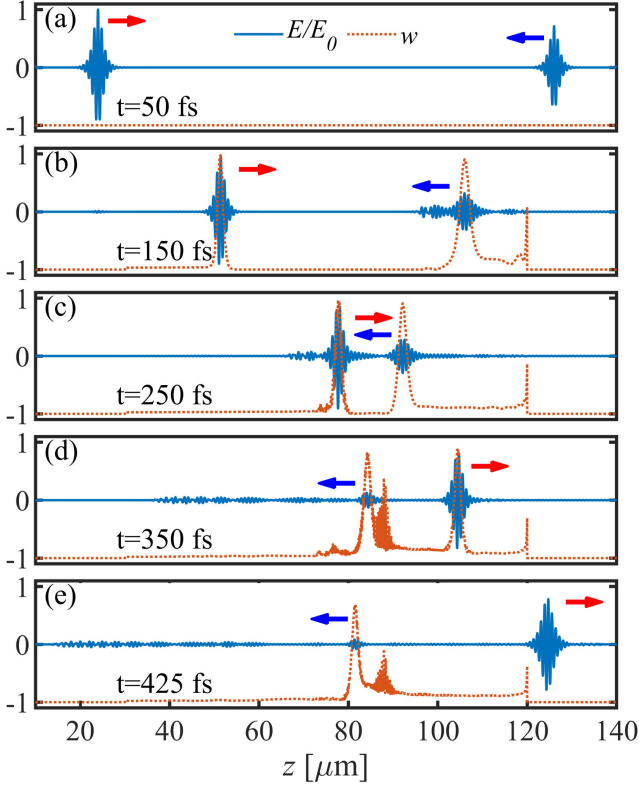 (a)
E/E₀ w
1
0
-1
t=50 fs
(b)
1
0
-1
t=150 fs
(c)
1
0
-1
t=250 fs
(d)
1
0
-1
t=350 fs
(e)
1
0
-1
t=425 fs
20 40 60 80 100 120 140
z [μm]